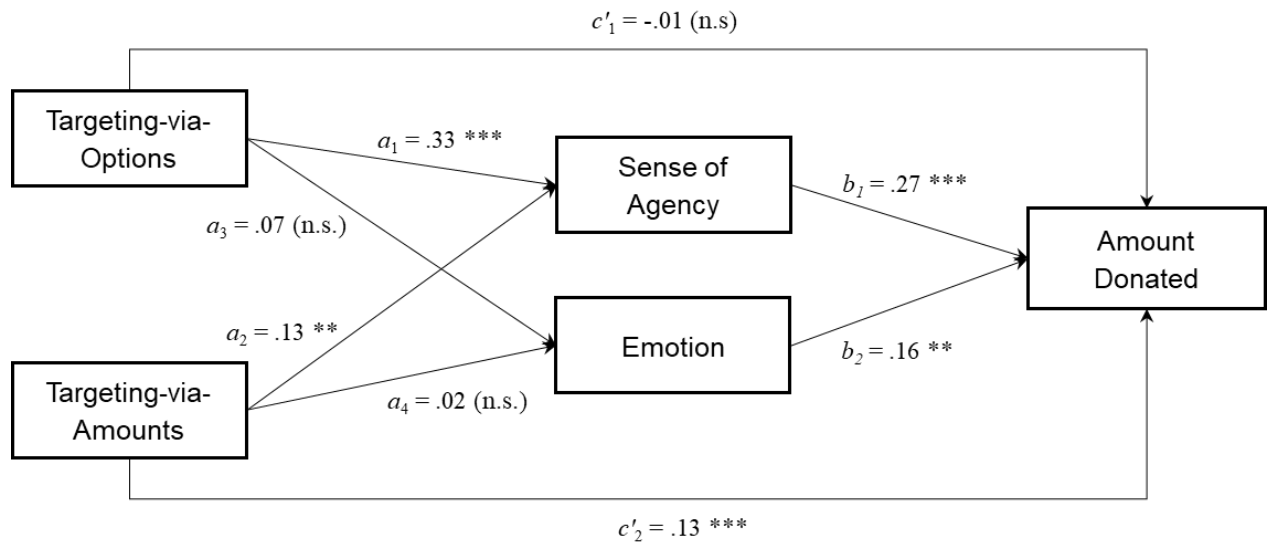 c′₁ = -.01 (n.s)
Targeting-via-
Options
a₁ = .33 ***
Sense of
Agency
b₁ = .27 ***
a₃ = .07 (n.s.)
Amount
Donated
a₂ = .13 **
Emotion
b₂ = .16 **
Targeting-via-
Amounts
a₄ = .02 (n.s.)
c′₂ = .13 ***